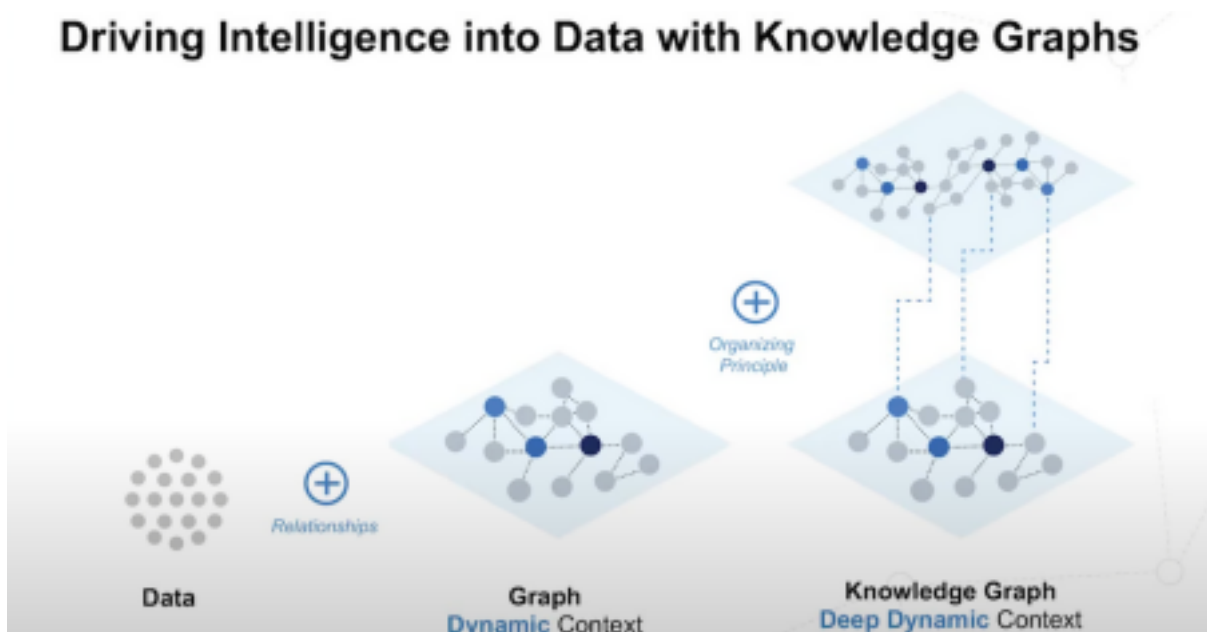 Driving Intelligence into Data with Knowledge Graphs
Organizing
Principle
Relationships
Data
Graph
Dynamic Context
Knowledge Graph
Deep Dynamic Context